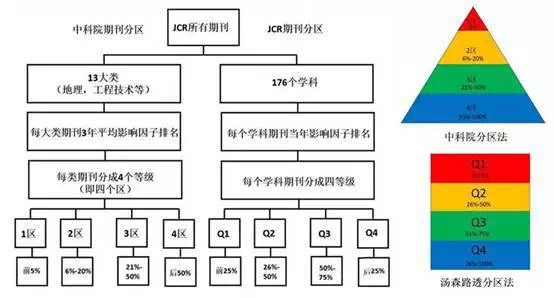 中科院期刊分区
JCR所有期刊
JCR期刊分区
13大类
(地理，工程技术等)
176个学科
每大类期刊3年平均影响因子排名
每个学科期刊当年影响因子排名
每类期刊分成4个等级
(即四个区)
每个学科期刊分成四等级
1区
2区
3区
4区
Q1
Q2
Q3
Q4
前5%
6%-20%
21%-
50%
后50%
前25%
26%-
50%
50%-
75%
后25%
2区
6%-20%
3区
21%-50%
4区
51%-100%
中科院分区法
Q1
Q2
26%-50%
Q3
51%-75%
Q4
76%-100%
汤森路透分区法